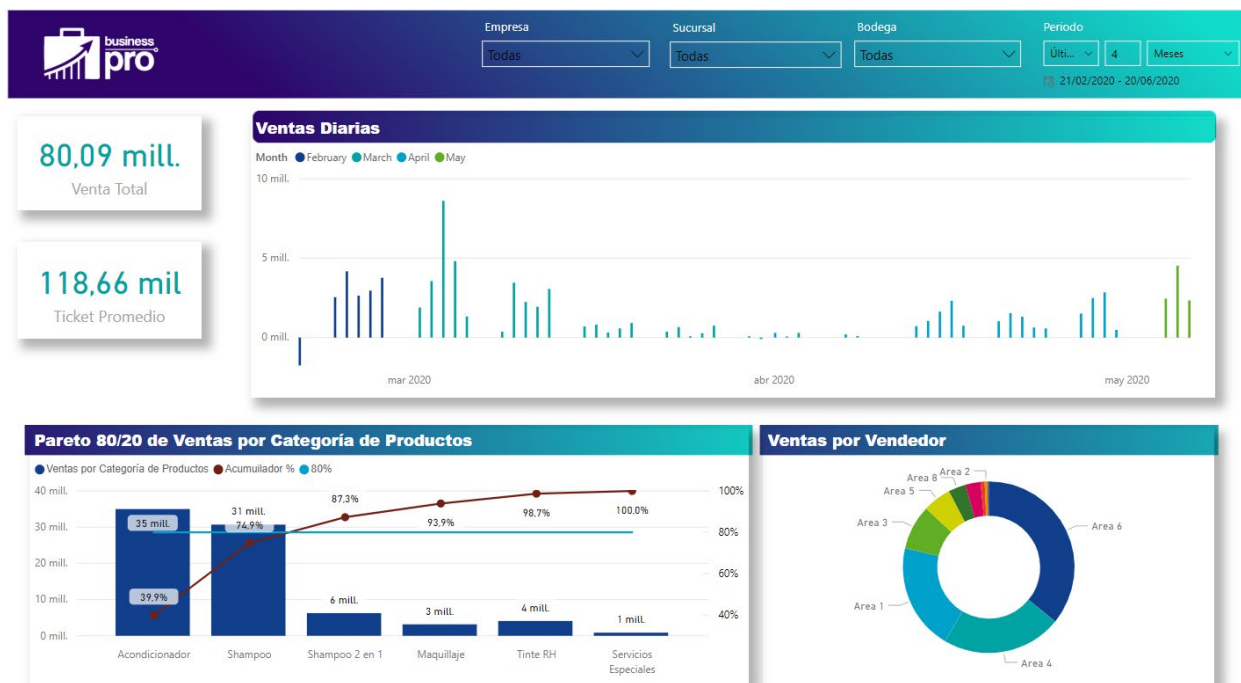 business
pro
Empresa
Todas
Sucursal
Todas
Bodega
Todas
Periodo
Últi...
4
Meses
21/02/2020 - 20/06/2020
80,09 mill.
Venta Total
118,66 mil
Ticket Promedio
Ventas Diarias
Month February March April May
10 mill.
5 mill.
0 mill.
mar 2020
abr 2020
may 2020
Pareto 80/20 de Ventas por Categoría de Productos
Ventas por Categoría de Productos Acumuilador % 80%
40 mill.
30 mill.
20 mill.
10 mill.
0 mill.
35 mill.
31 mill.
6 mill.
3 mill.
4 mill.
1 mill.
39,9%
74,9%
87,3%
93,9%
98,7%
100,0%
100%
80%
60%
40%
Acondicionador
Shampoo
Shampoo 2 en 1
Maquillaje
Tinte RH
Servicios
Especiales
Ventas por Vendedor
Area 2
Area 8
Area 5
Area 3
Area 1
Area 6
Area 4